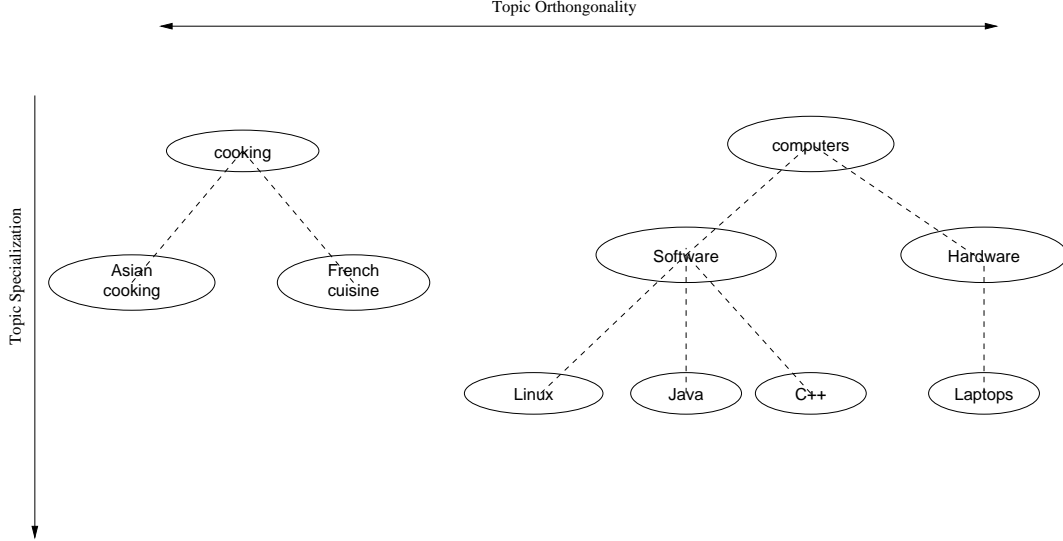 Topic Orthongonality
Topic Specialization
cooking
computers
Asian
cooking
French
cuisine
Software
Hardware
Linux
Java
C++
Laptops